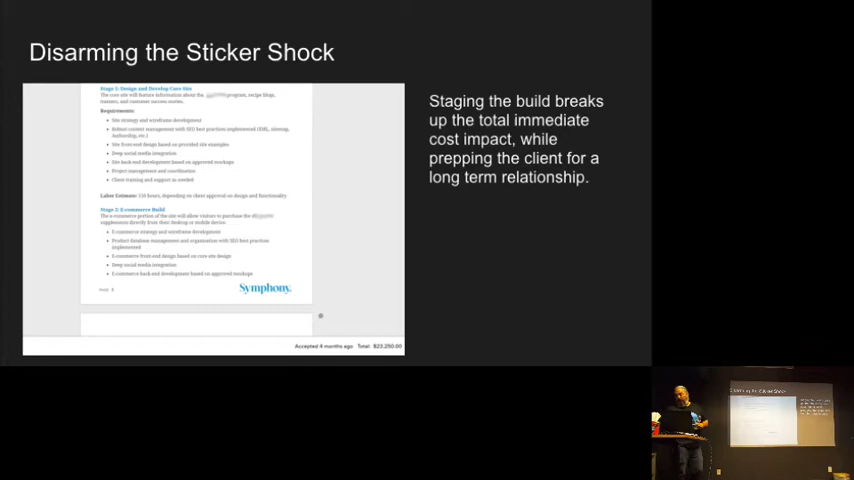 Disarming the Sticker Shock
Stage 1: Design and Develop Core Site
The core site will feature information about the program, recipe blogs,
trainers, and customer success stories.
Requirements:
Site strategy and wireframe development
Robust content management with SEO best practices implemented (XML, sitemap,
Authorship, etc.)
Site front-end design based on provided site examples
Deep social media integration
Site back-end development based on approved mockups
Project management and coordination
Client training and support as needed
Labor Estimate: hours, depending on client approval on design and functionality
Stage 2: E-commerce Build
The e-commerce portion of the site will allow visitors to purchase the
supplements directly from their desktop or mobile device.
E-commerce strategy and wireframe development
Product database management and organization with SEO best practices
implemented
E-commerce front-end design based on core site design
Deep social media integration
E-commerce back-end development based on approved mockups
PAGE 8
Symphony.
Accepted 4 months ago Total: $23,250.00
Staging the build breaks
up the total immediate
cost impact, while
prepping the client for a
long term relationship.
Disarming the Sticker Shock